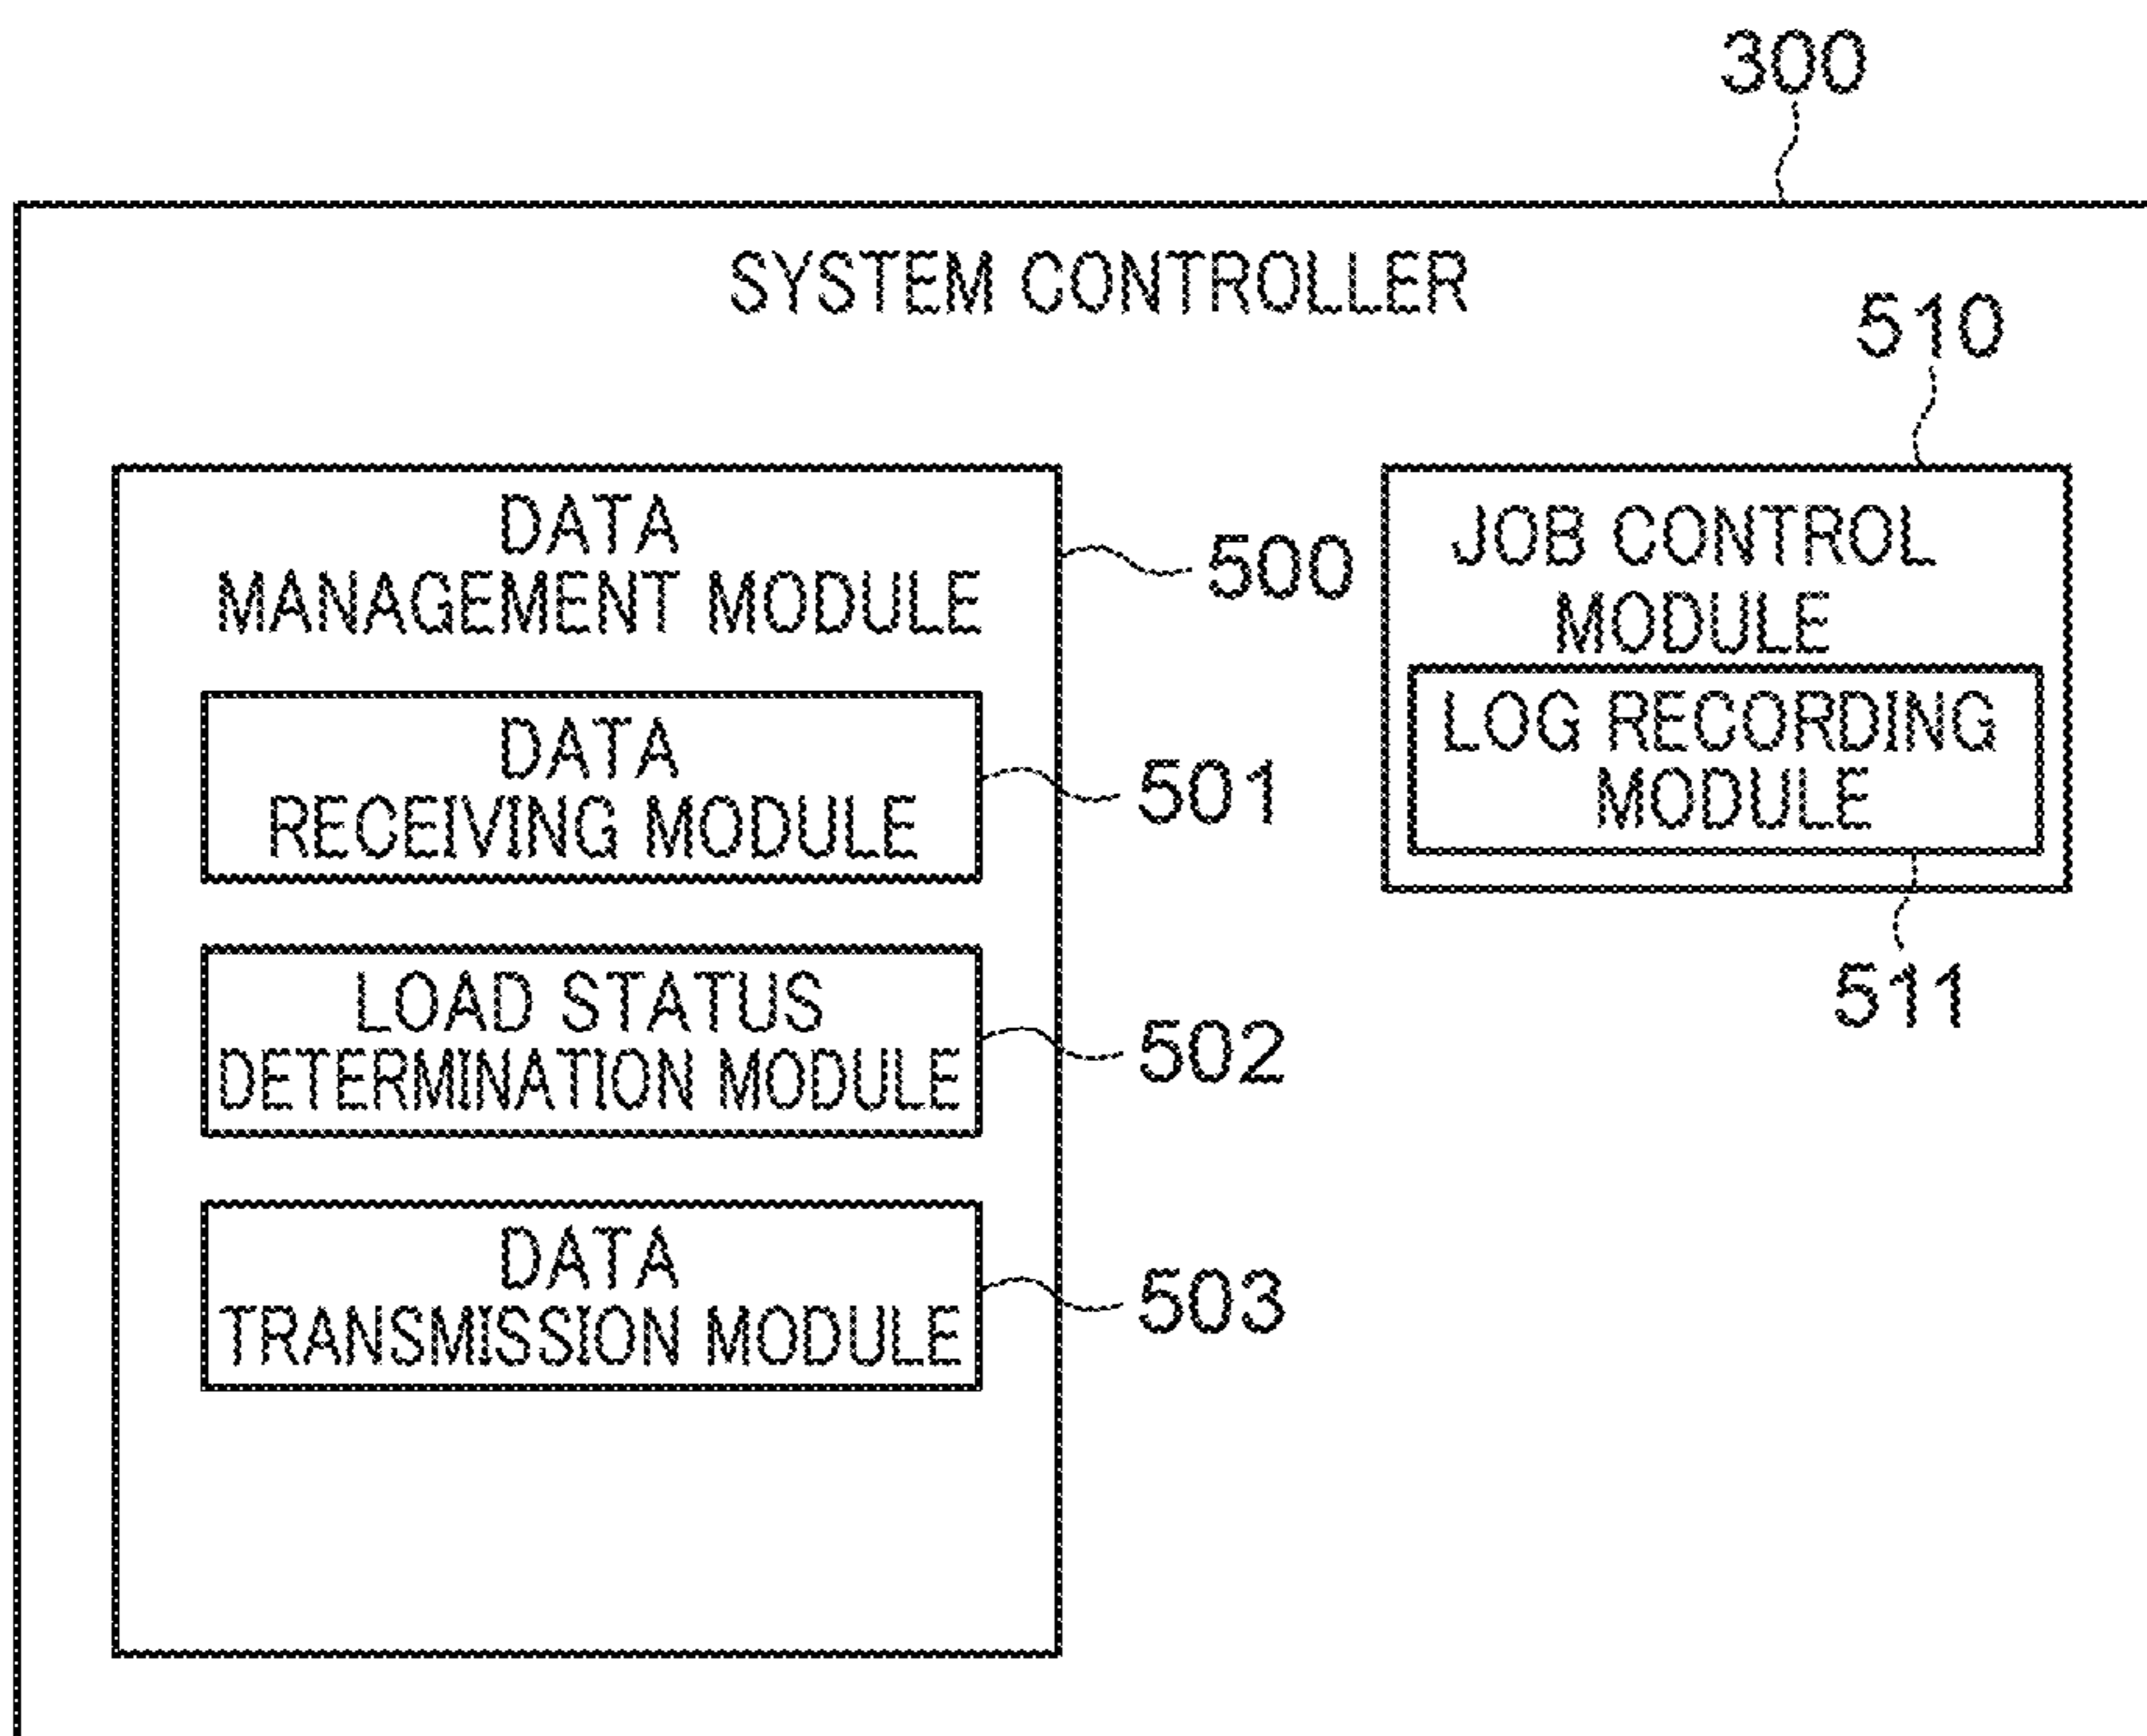 300
SYSTEM CONTROLLER
510
DATA
MANAGEMENT MODULE
500
JOB CONTROL
MODULE
DATA
RECEIVING MODULE
501
LOG RECORDING
MODULE
511
LOAD STATUS
DETERMINATION MODULE
502
DATA
TRANSMISSION MODULE
503